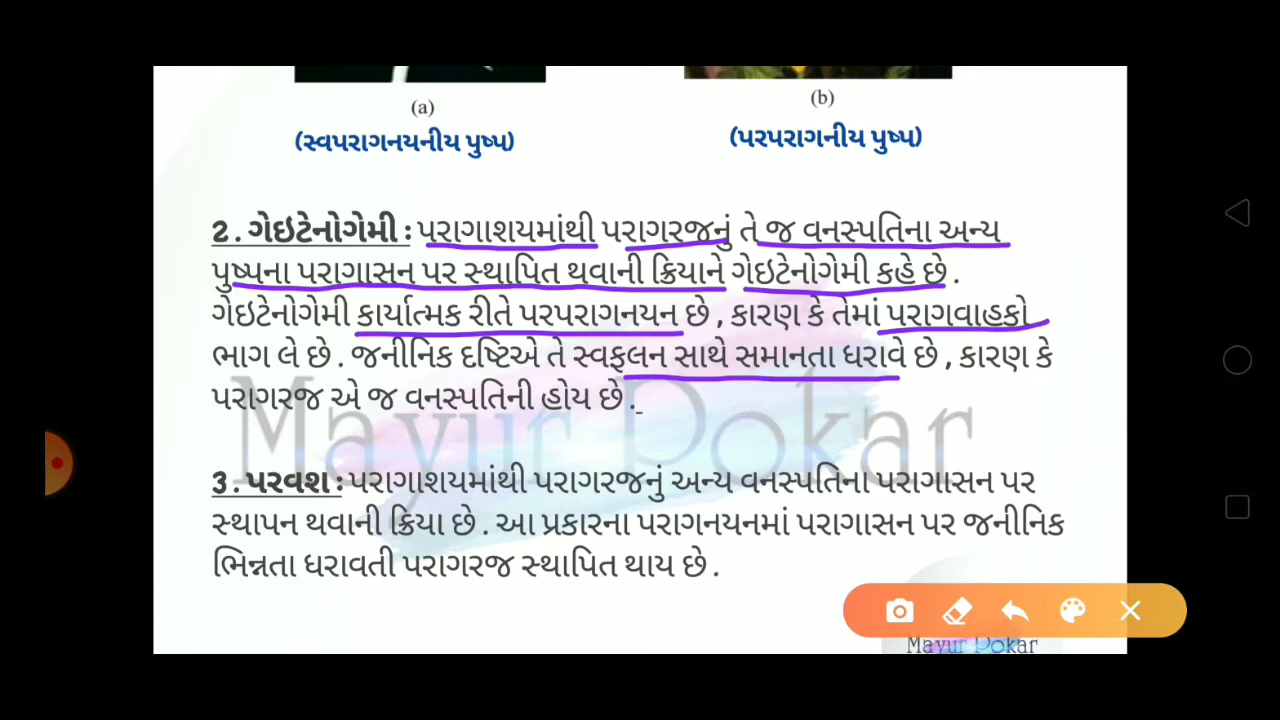 (a)
(b)
(સ્વપરાગનયનીય પુષ્પ)
(પરપરાગનીય પુષ્પ)
2 . ગેઇટેનોગેમી : પરાગાશયમાંથી પરાગરજનું તે જ વનસ્પતિના અન્ય
પુષ્પના પરાગાસન પર સ્થાપિત થવાની ક્રિયાને ગેઇટેનોગેમી કહે છે .
ગેઇટેનોગેમી કાર્યાત્મક રીતે પરપરાગનયન છે , કારણ કે તેમાં પરાગવાહકો
ભાગ લે છે . જનીનિક દષ્ટિએ તે સ્વફલન સાથે સમાનતા ધરાવે છે , કારણ કે
પરાગરજ એ જ વનસ્પતિની હોય છે .
Mayur Pokar
3 . પરવશ : પરાગાશયમાંથી પરાગરજનું અન્ય વનસ્પતિના પરાગાસન પર
સ્થાપન થવાની ક્રિયા છે . આ પ્રકારના પરાગનયનમાં પરાગાસન પર જનીનિક
ભિન્નતા ધરાવતી પરાગરજ સ્થાપિત થાય છે .
Mayur Pokar